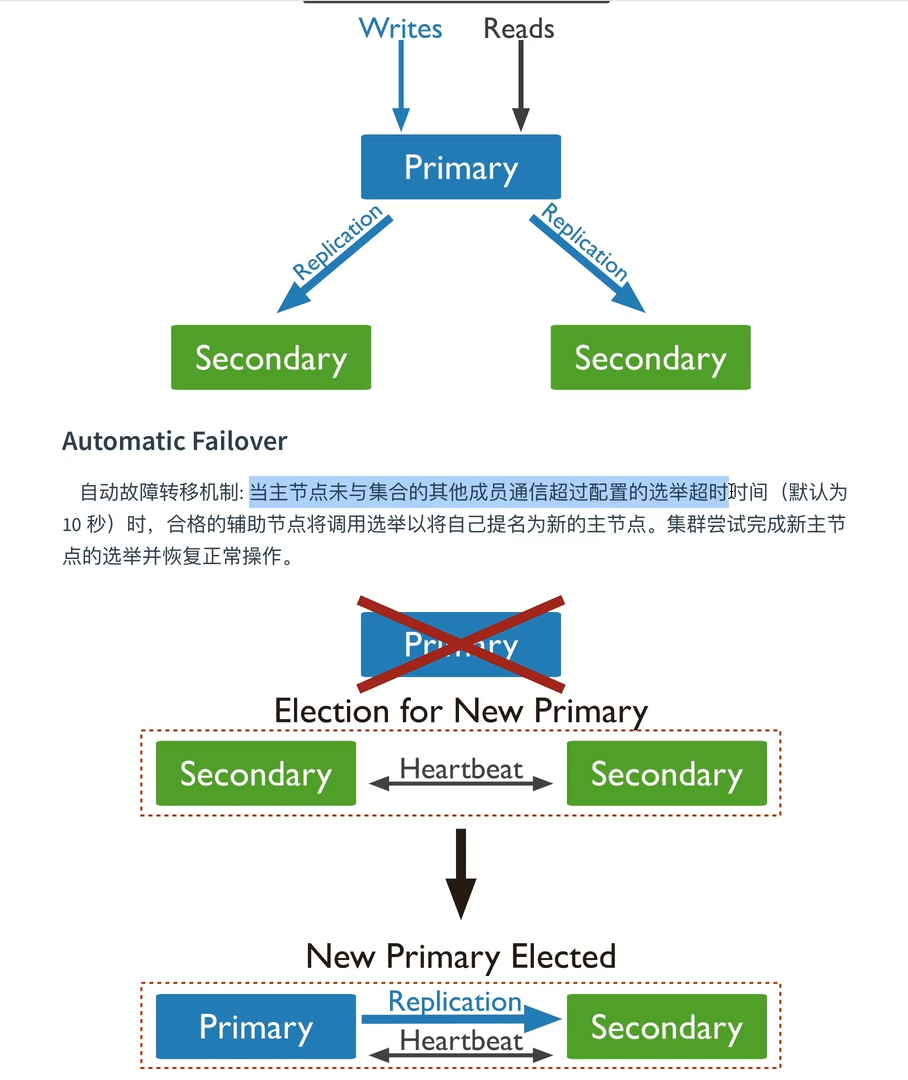 Writes Reads
Primary
Replication Replication
Secondary Secondary
Automatic Failover
自动故障转移机制: 当主节点未与集合的其他成员通信超过配置的选举超时时间（默认为
10 秒）时，合格的辅助节点将调用选举以将自己提名为新的主节点。集群尝试完成新主节
点的选举并恢复正常操作。
Primary
Election for New Primary
Secondary Heartbeat Secondary
New Primary Elected
Replication
Primary Secondary
Heartbeat